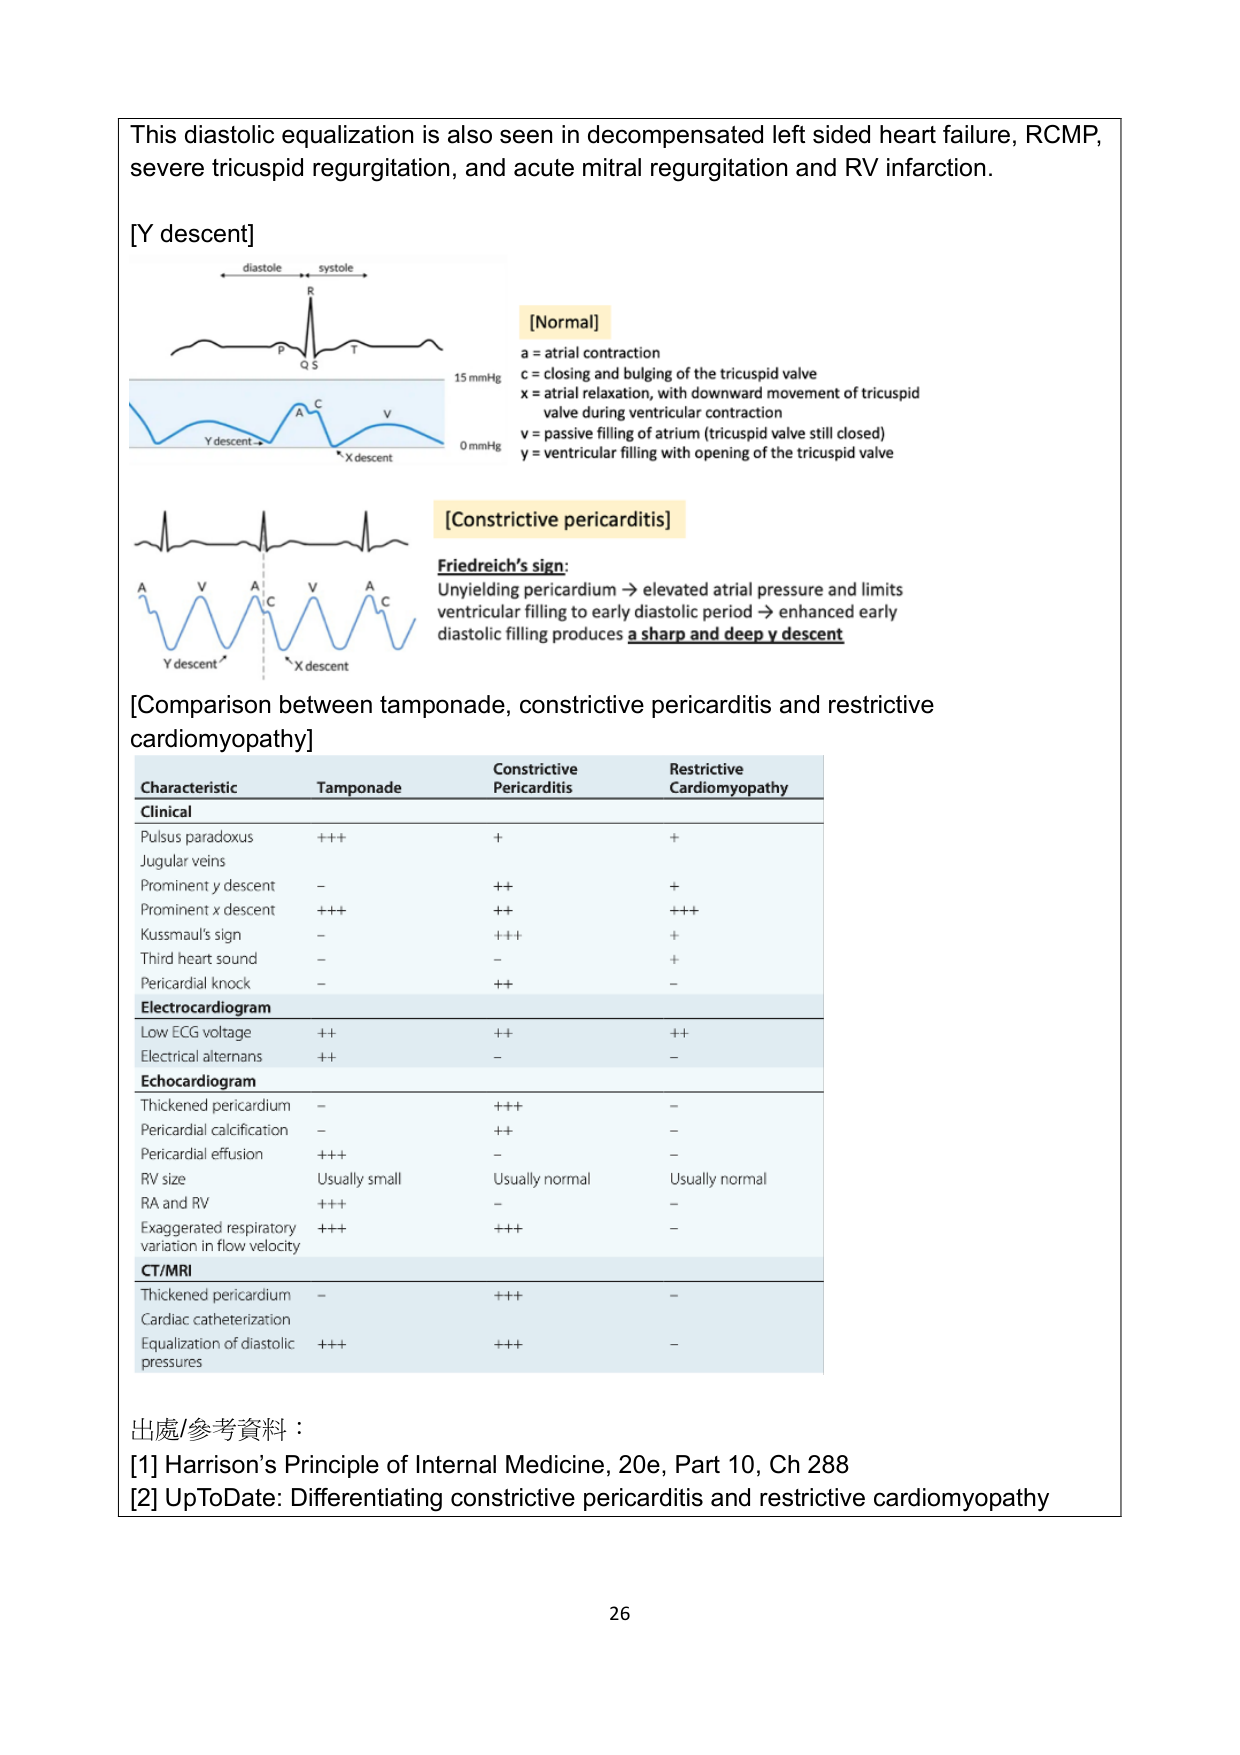 This diastolic equalization is also seen in decompensated left sided heart failure, RCMP,
severe tricuspid regurgitation, and acute mitral regurgitation and RV infarction.
[Y descent]
diastole systole
R
P
T
Q S
15 mmHg
A C
V
Y descent
0 mmHg
X descent
[Normal]
a = atrial contraction
c = closing and bulging of the tricuspid valve
x = atrial relaxation, with downward movement of tricuspid
valve during ventricular contraction
v = passive filling of atrium (tricuspid valve still closed)
y = ventricular filling with opening of the tricuspid valve
A V A C V A C
Y descent X descent
[Constrictive pericarditis]
Friedreich’s sign:
Unyielding pericardium → elevated atrial pressure and limits
ventricular filling to early diastolic period → enhanced early
diastolic filling produces a sharp and deep y descent
[Comparison between tamponade, constrictive pericarditis and restrictive
cardiomyopathy]
Characteristic Tamponade Constrictive Pericarditis Restrictive Cardiomyopathy
Clinical
Pulsus paradoxus +++ + +
Jugular veins
Prominent y descent – ++ +
Prominent x descent +++ ++ +++
Kussmaul's sign – +++ +
Third heart sound – – +
Pericardial knock – ++ –
Electrocardiogram
Low ECG voltage ++ ++ ++
Electrical alternans ++ – –
Echocardiogram
Thickened pericardium – +++ –
Pericardial calcification – ++ –
Pericardial effusion +++ – –
RV size Usually small Usually normal Usually normal
RA and RV +++ – –
Exaggerated respiratory +++ +++ –
variation in flow velocity
CT/MRI
Thickened pericardium – +++ –
Cardiac catheterization
Equalization of diastolic +++ +++ –
pressures
出處/參考資料：
[1] Harrison’s Principle of Internal Medicine, 20e, Part 10, Ch 288
[2] UpToDate: Differentiating constrictive pericarditis and restrictive cardiomyopathy
26